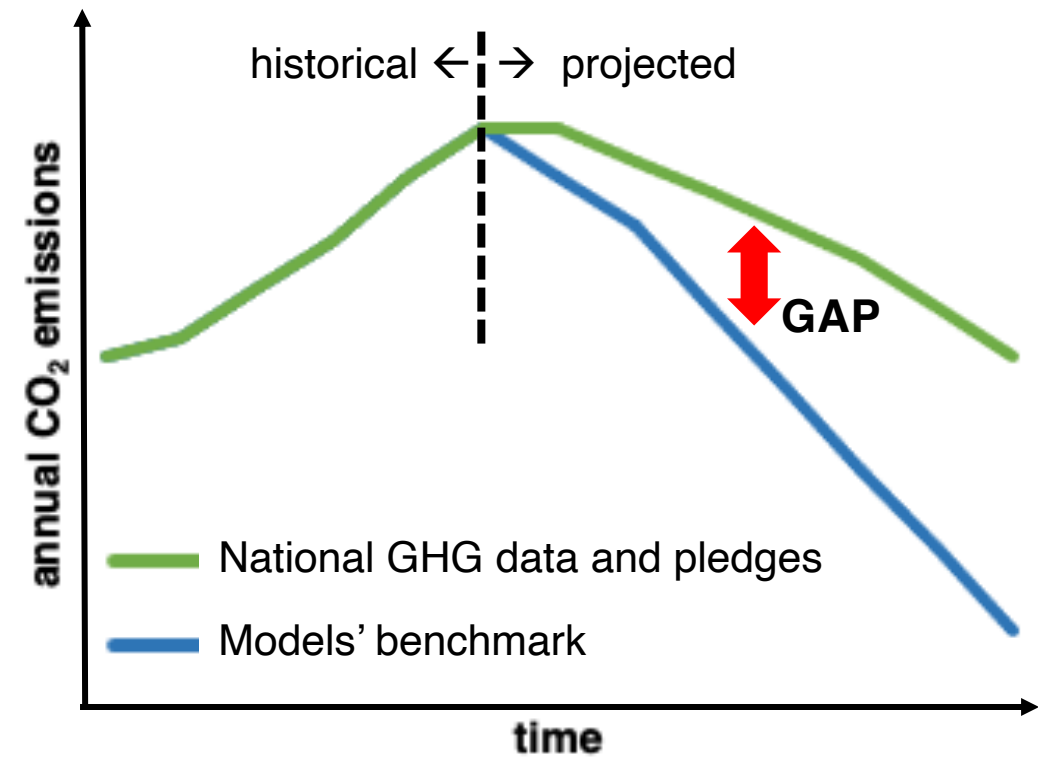 historical ← → projected
annual CO₂ emissions
GAP
National GHG data and pledges
Models’ benchmark
time